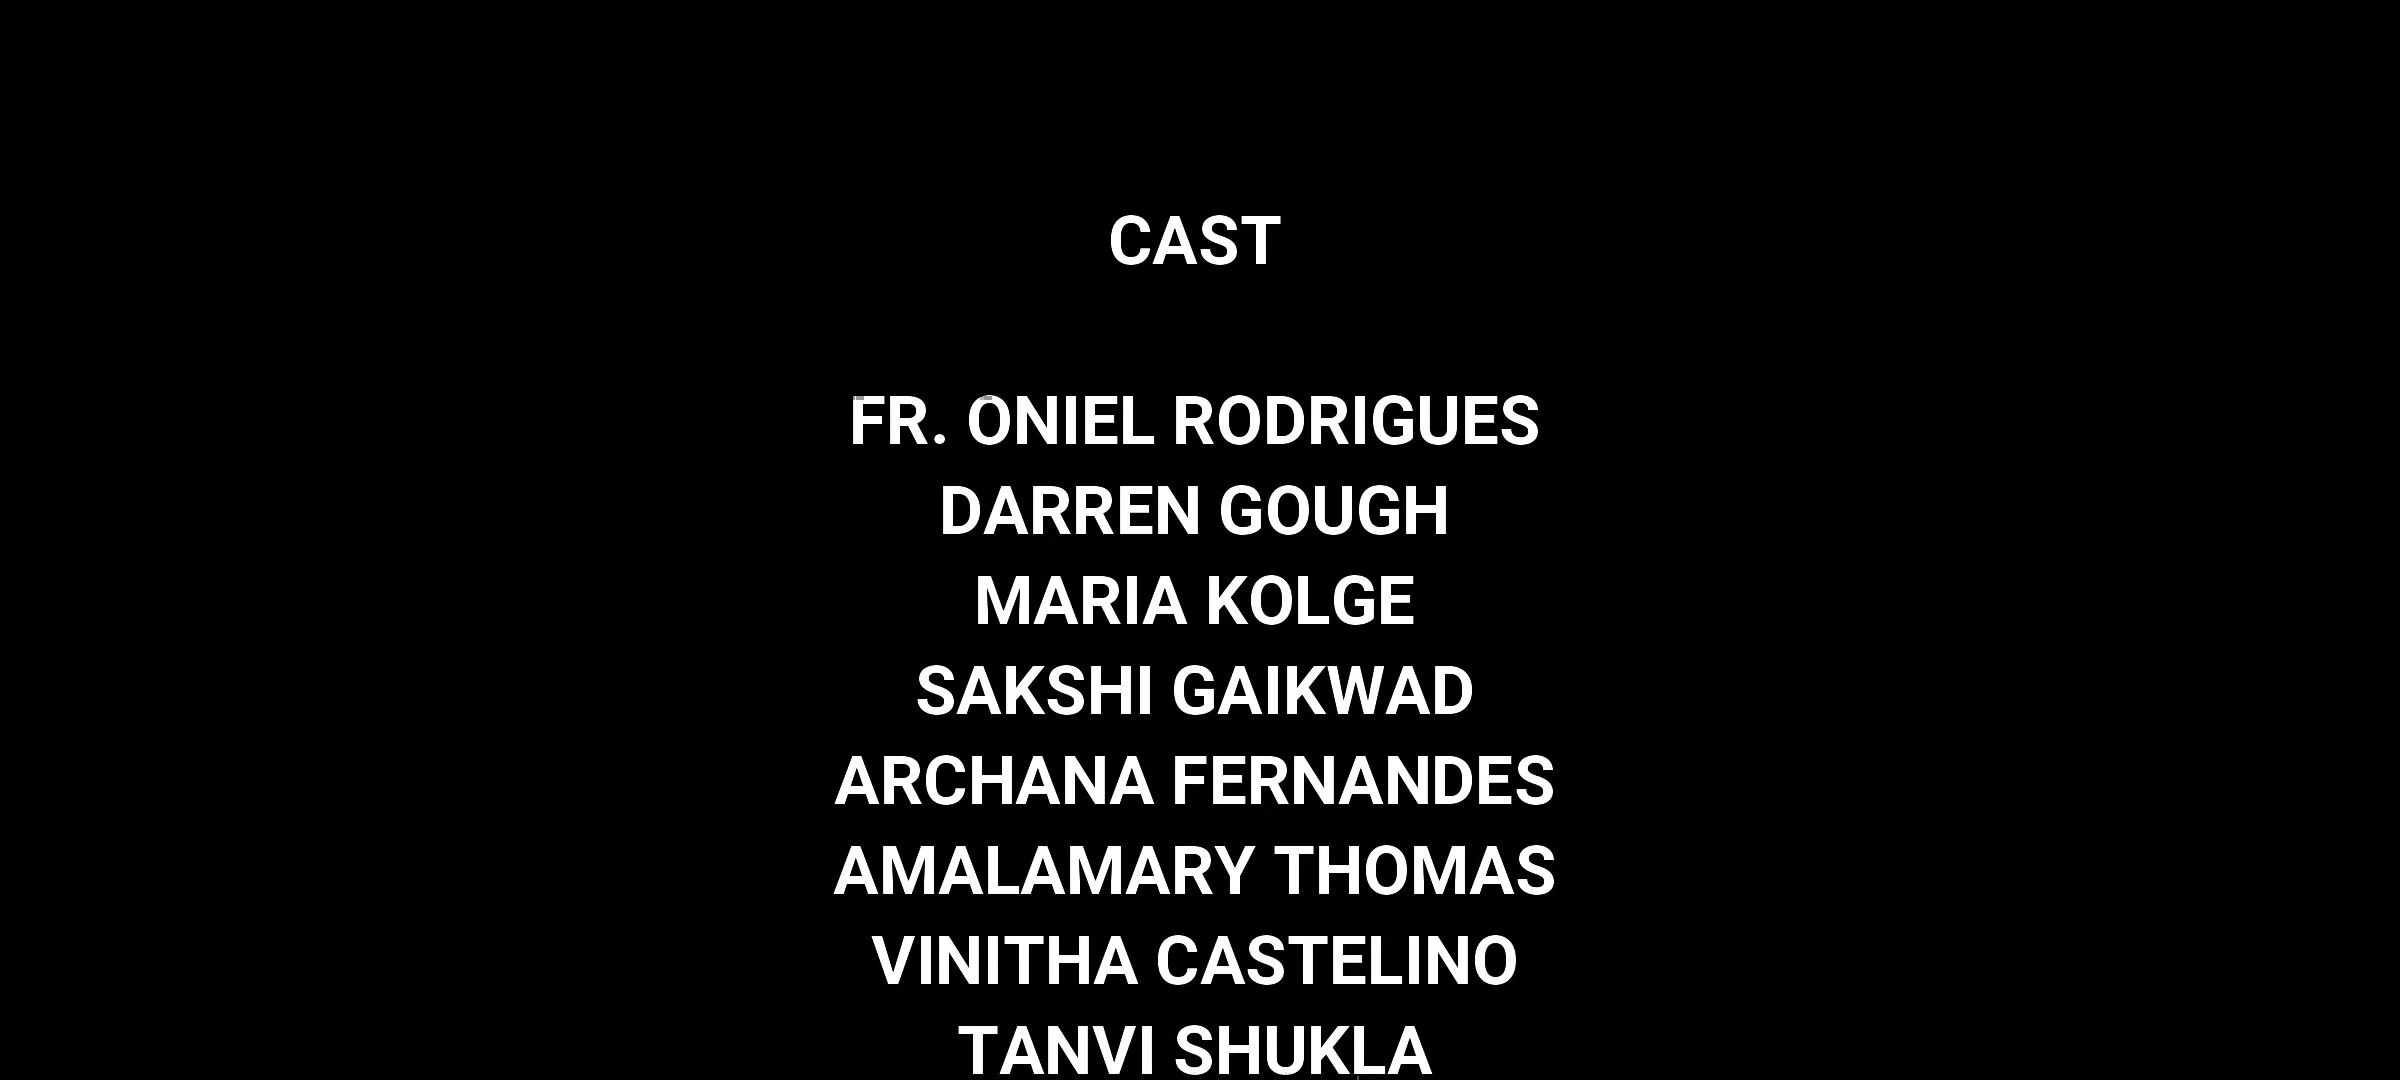 CAST
FR. ONIEL RODRIGUES
DARREN GOUGH
MARIA KOLGE
SAKSHI GAIKWAD
ARCHANA FERNANDES
AMALAMARY THOMAS
VINITHA CASTELINO
TANVI SHUKLA